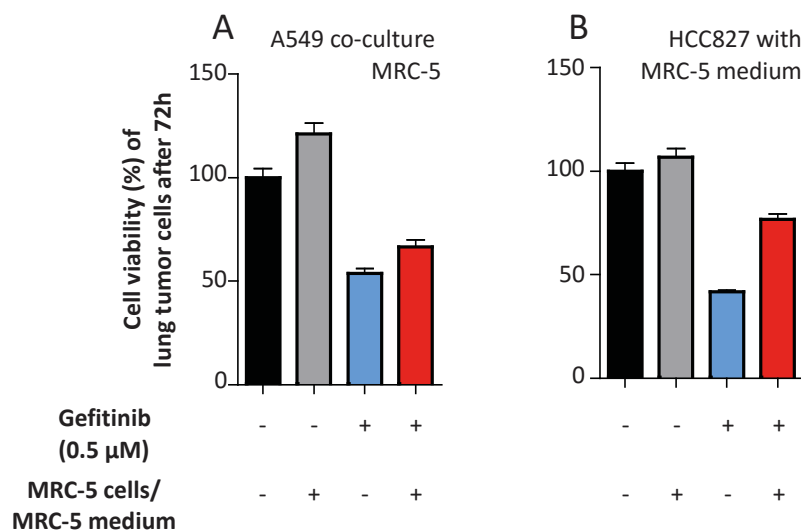 A
A549 co-culture
MRC-5
B
HCC827 with
MRC-5 medium
Cell viability (%) of
lung tumor cells after 72h
150
100
50
0
150
100
50
0
Gefitinib
(0.5 µM)
- - + +
- - + +
MRC-5 cells/
MRC-5 medium
- + - +
- + - +